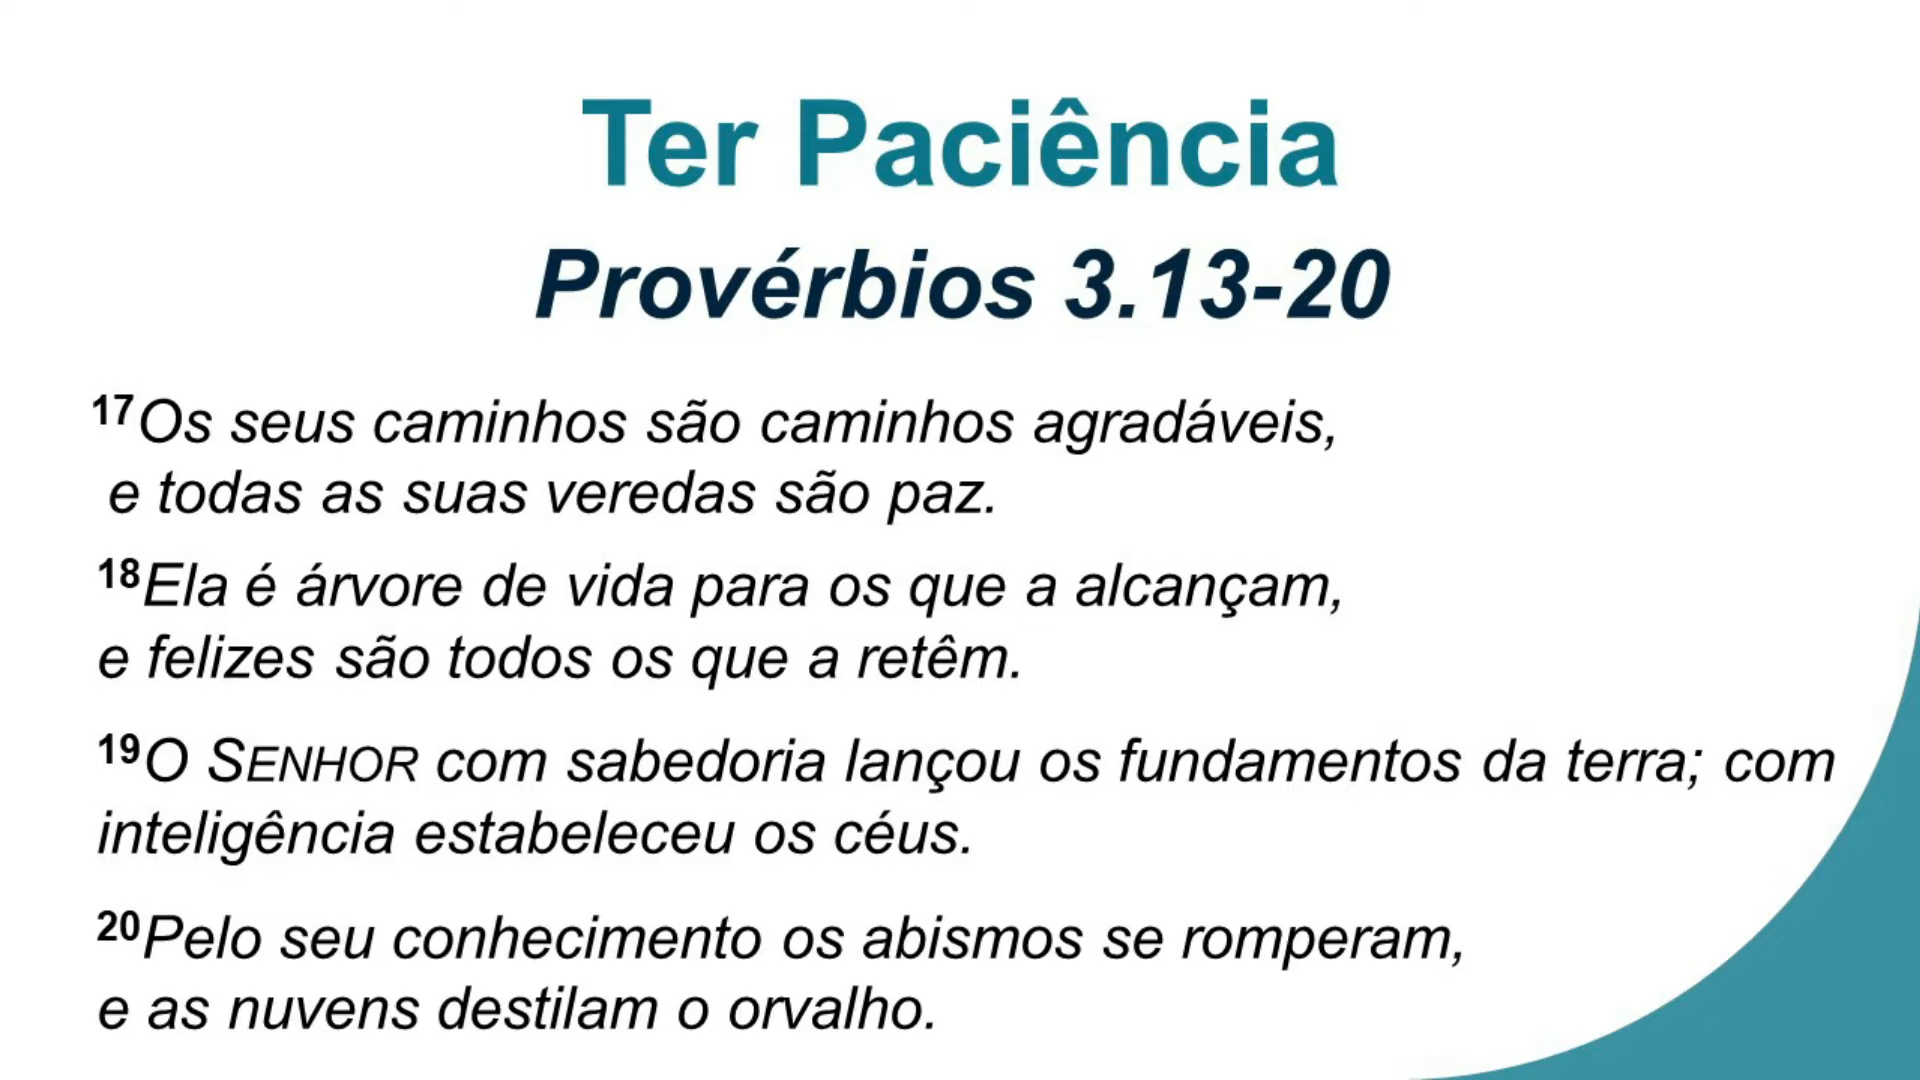 Ter Paciência
Provérbios 3.13-20
17Os seus caminhos são caminhos agradáveis,
e todas as suas veredas são paz.
18Ela é árvore de vida para os que a alcançam,
e felizes são todos os que a retêm.
19O SENHOR com sabedoria lançou os fundamentos da terra; com
inteligência estabeleceu os céus.
20Pelo seu conhecimento os abismos se romperam,
e as nuvens destilam o orvalho.